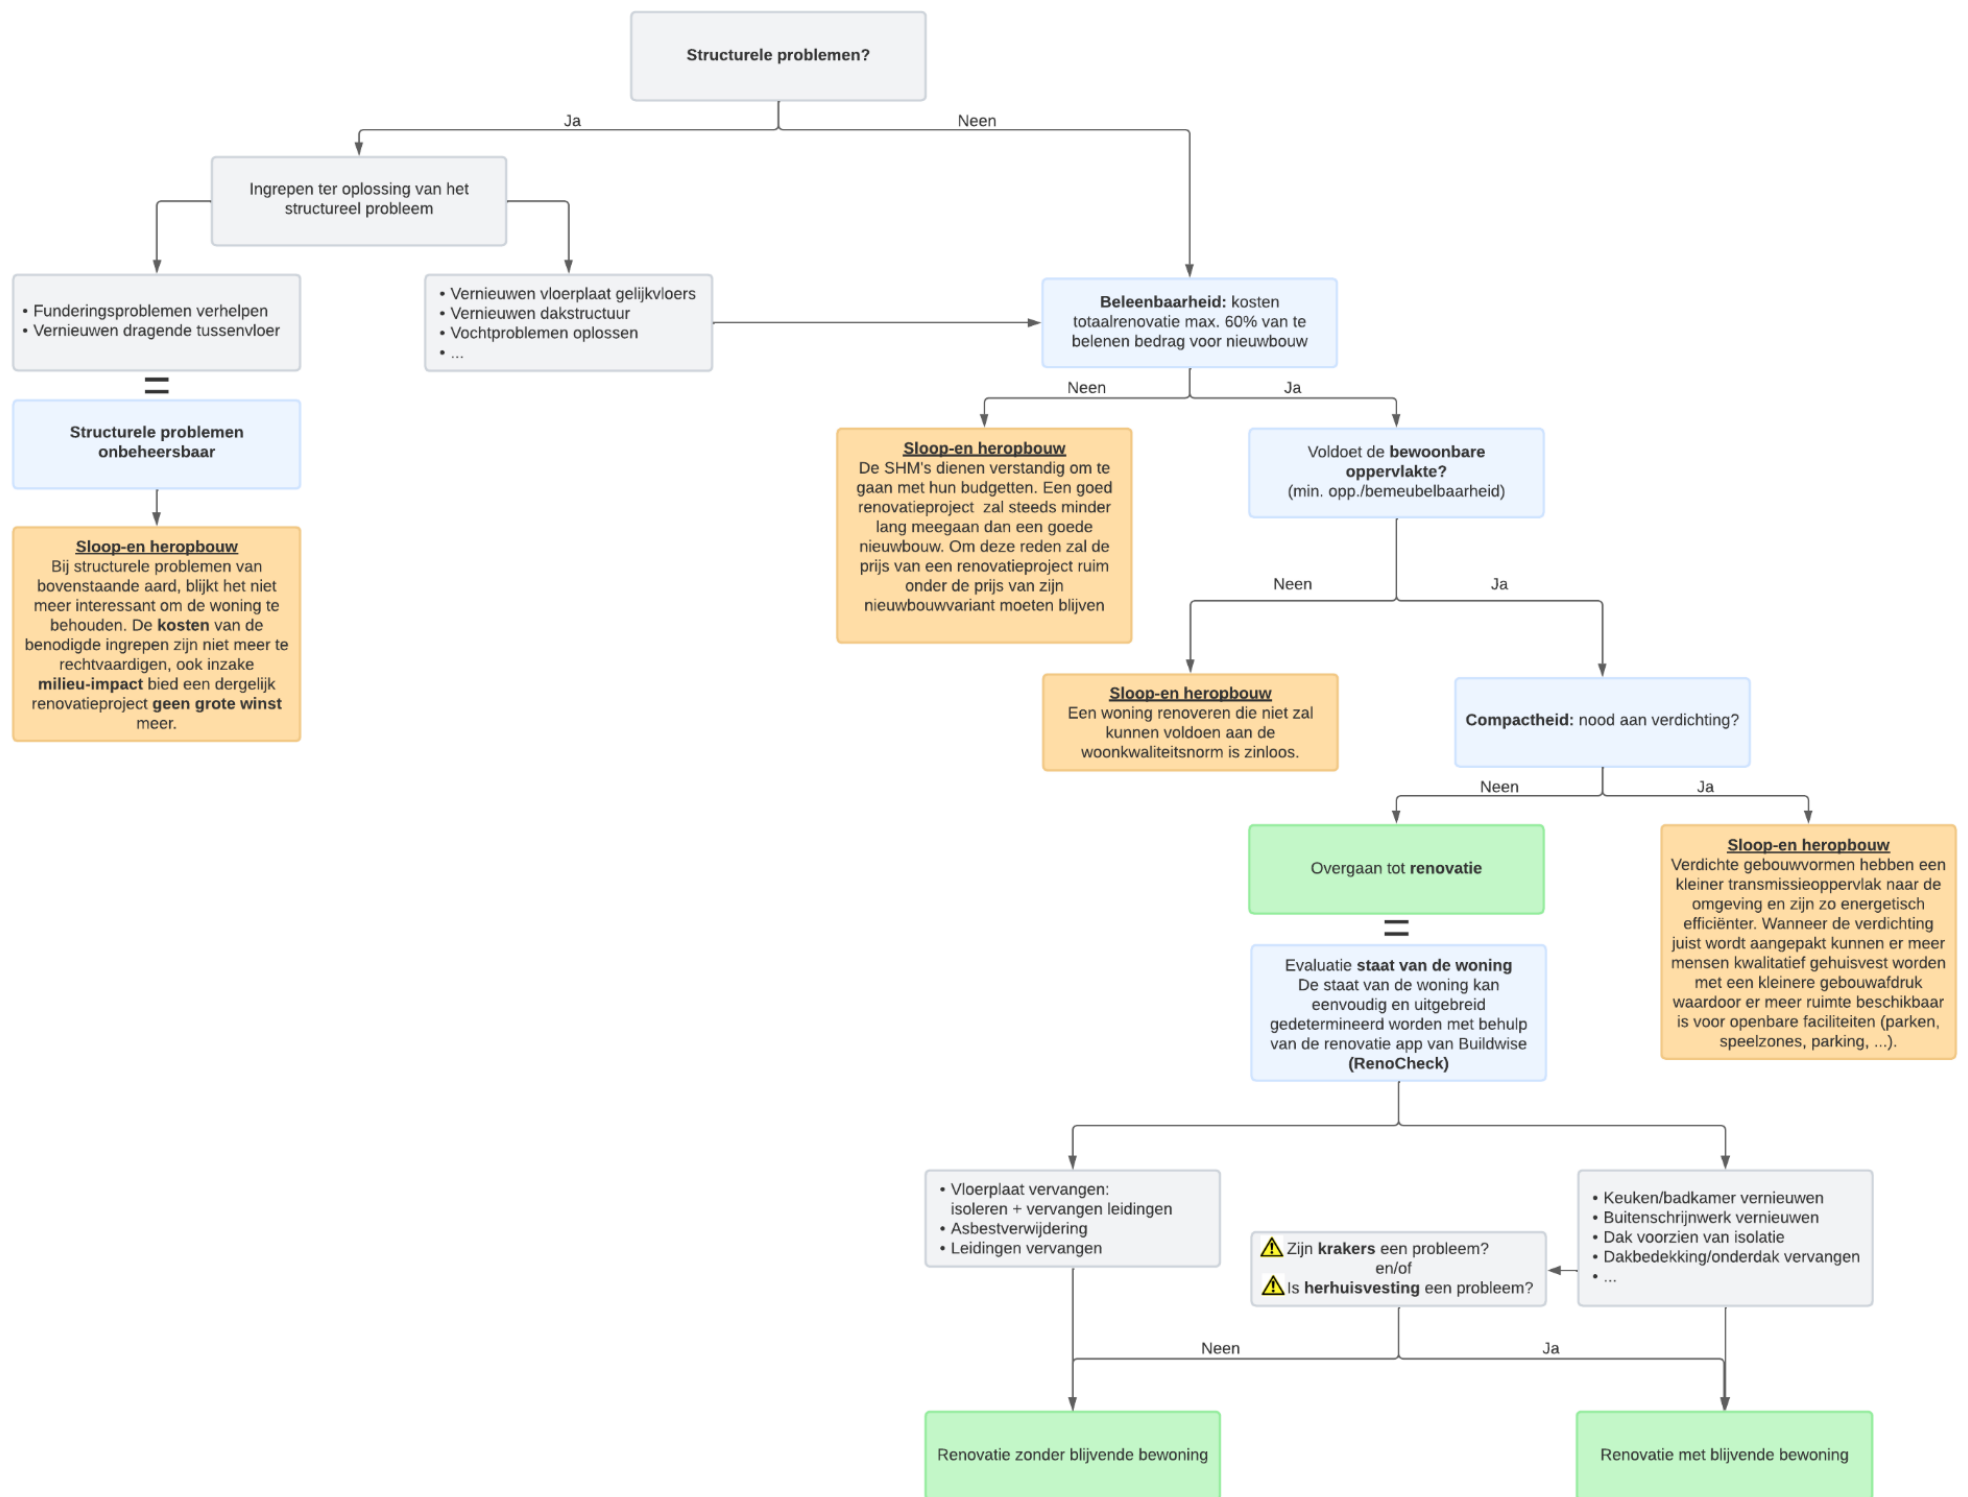 Structurele problemen?
Ja
Neen
Ingrepen ter oplossing van het
structureel probleem
• Funderingsproblemen verhelpen
• Vernieuwen dragende tussenvloer
• Vernieuwen vloerplaat gelijkvloers
• Vernieuwen dakstructuur
• Vochtproblemen oplossen
• ...
Beleenbaarheid: kosten
totaalrenovatie max. 60% van te
belenen bedrag voor nieuwbouw
=
Structurele problemen
onbeheersbaar
Neen
Ja
Sloop-en heropbouw
De SHM's dienen verstandig om te
gaan met hun budgetten. Een goed
renovatieproject zal steeds minder
lang meegaan dan een goede
nieuwbouw. Om deze reden zal de
prijs van een renovatieproject ruim
onder de prijs van zijn
nieuwbouwvariant moeten blijven
Voldoet de bewoonbare
oppervlakte?
(min. opp./bemeubelbaarheid)
Sloop-en heropbouw
Bij structurele problemen van
bovenstaande aard, blijkt het niet
meer interessant om de woning te
behouden. De kosten van de
benodigde ingrepen zijn niet meer te
rechtvaardigen, ook inzake
milieu-impact bied een dergelijk
renovatieproject geen grote winst
meer.
Neen
Ja
Sloop-en heropbouw
Een woning renoveren die niet zal
kunnen voldoen aan de
woonkwaliteitsnorm is zinloos.
Compactheid: nood aan verdichting?
Neen
Ja
Overgaan tot renovatie
Sloop-en heropbouw
Verdichte gebouwvormen hebben een
kleiner transmissieoppervlak naar de
omgeving en zijn zo energetisch
efficiënter. Wanneer de verdichting
juist wordt aangepakt kunnen er meer
mensen kwalitatief gehuisvest worden
met een kleinere gebouwafdruk
waardoor er meer ruimte beschikbaar
is voor openbare faciliteiten (parken,
speelzones, parking, ...).
=
Evaluatie staat van de woning
De staat van de woning kan
eenvoudig en uitgebreid
gedetermineerd worden met behulp
van de renovatie app van Buildwise
(RenoCheck)
• Vloerplaat vervangen:
isoleren + vervangen leidingen
• Asbestverwijdering
• Leidingen vervangen
Zijn krakers een probleem?
en/of
Is herhuisvesting een probleem?
• Keuken/badkamer vernieuwen
• Buitenschrijnwerk vernieuwen
• Dak voorzien van isolatie
• Dakbedekking/onderdak vervangen
• ...
Neen
Ja
Renovatie zonder blijvende bewoning
Renovatie met blijvende bewoning